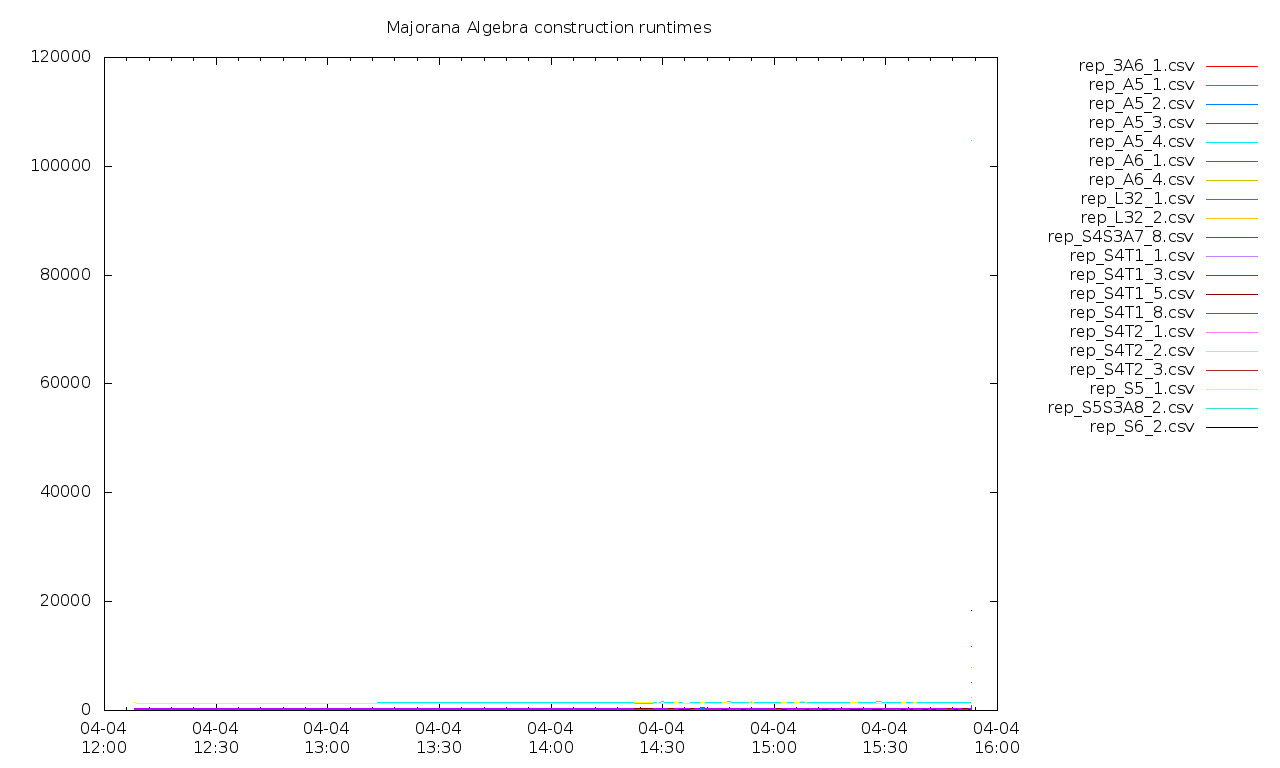 Majorana Algebra construction runtimes
120000
100000
80000
60000
40000
20000
0
04-04 12:00
04-04 12:30
04-04 13:00
04-04 13:30
04-04 14:00
04-04 14:30
04-04 15:00
04-04 15:30
04-04 16:00
rep_3A6_1.csv
rep_A5_1.csv
rep_A5_2.csv
rep_A5_3.csv
rep_A5_4.csv
rep_A6_1.csv
rep_A6_4.csv
rep_L32_1.csv
rep_L32_2.csv
rep_S4S3A7_8.csv
rep_S4T1_1.csv
rep_S4T1_3.csv
rep_S4T1_5.csv
rep_S4T1_8.csv
rep_S4T2_1.csv
rep_S4T2_2.csv
rep_S4T2_3.csv
rep_S5_1.csv
rep_S5S3A8_2.csv
rep_S6_2.csv